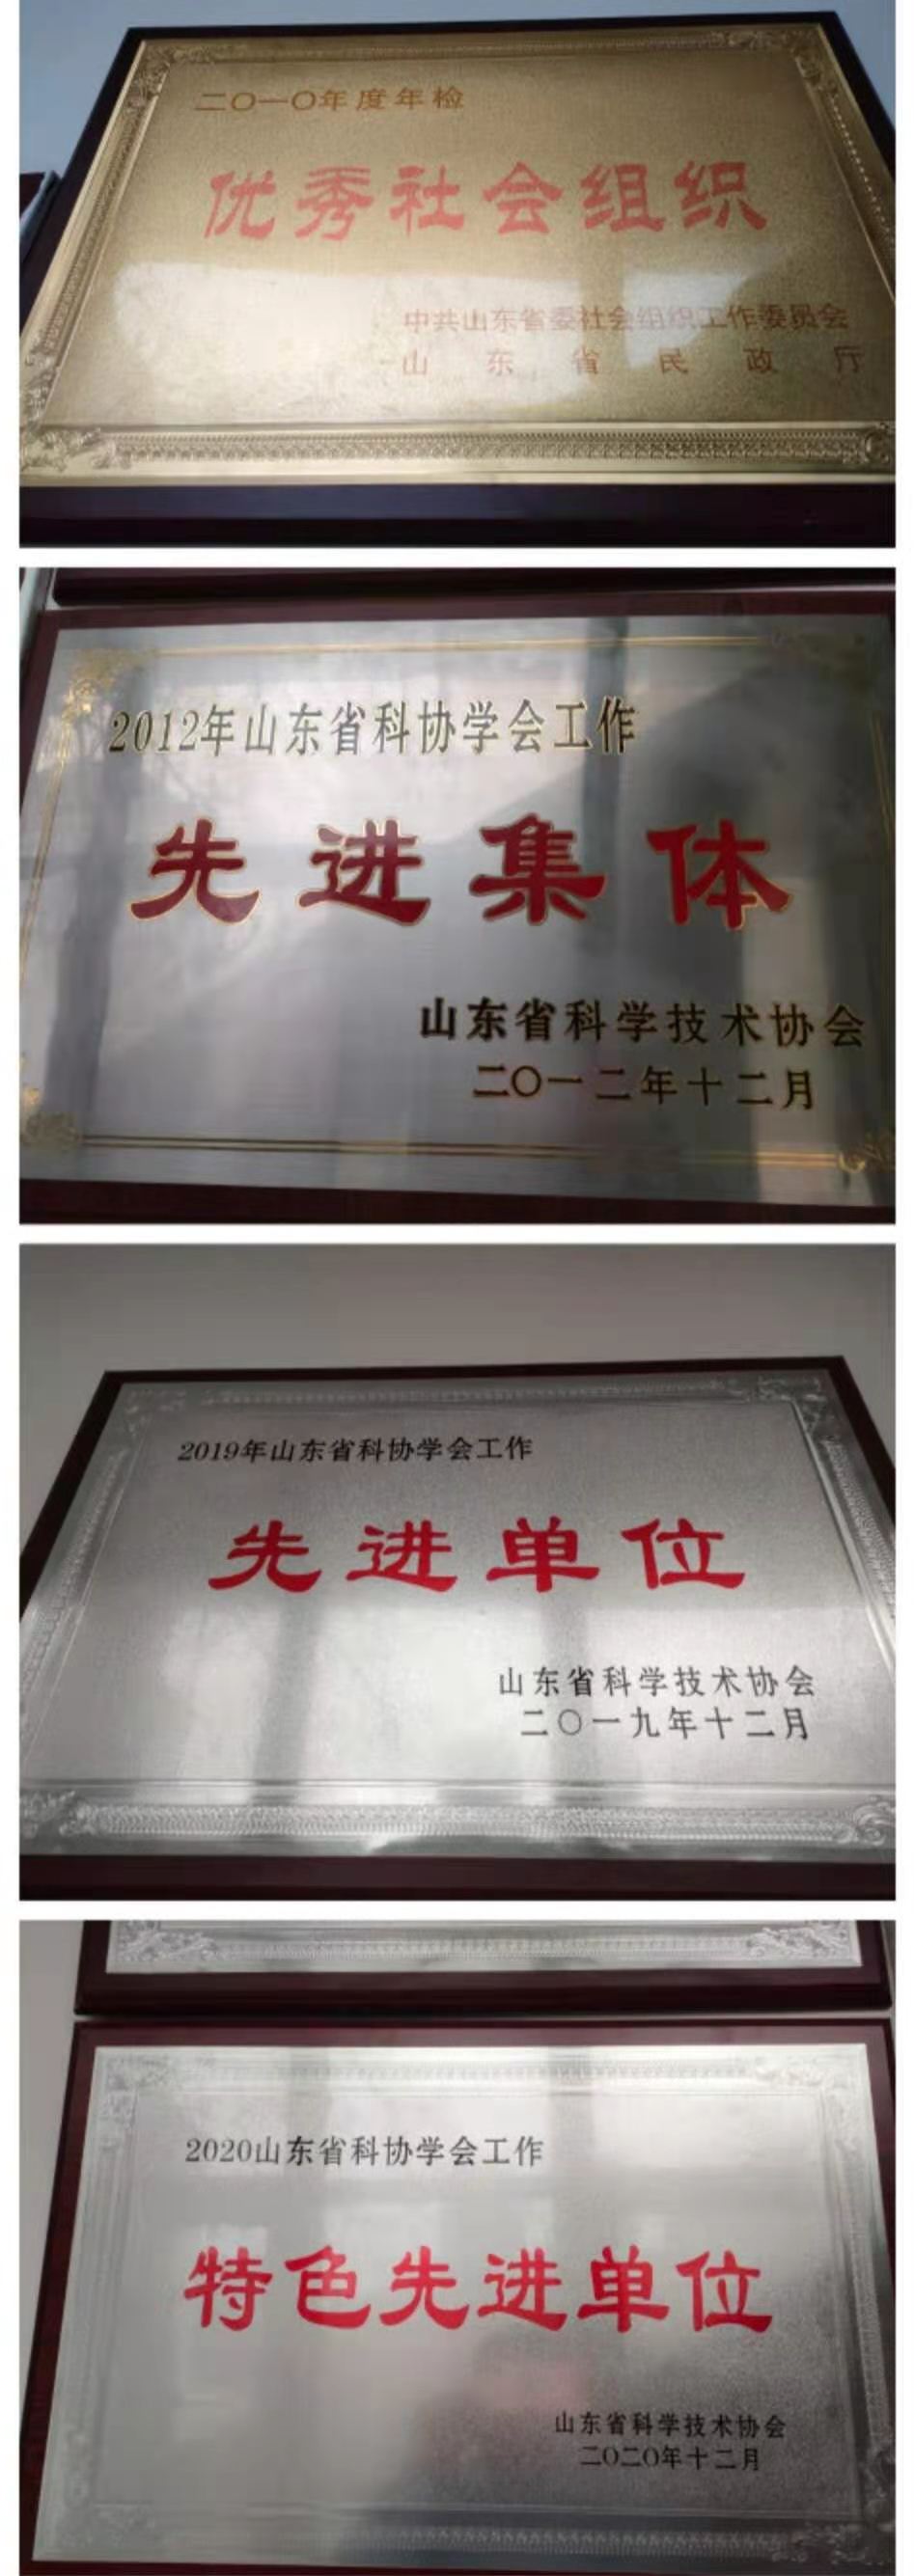 二〇一〇年度年检
优秀社会组织
中共山东省委社会组织工作委员会
山东省民政厅
2012年山东省科协学会工作
先进集体
山东省科学技术协会
二〇一二年十二月
2019年山东省科协学会工作
先进单位
山东省科学技术协会
二〇一九年十二月
2020山东省科协学会工作
特色先进单位
山东省科学技术协会
二〇二〇年十二月